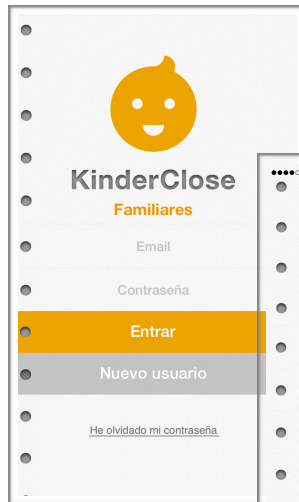 KinderClose
Familiares
Email
Contraseña
Entrar
Nuevo usuario
He olvidado mi contraseña